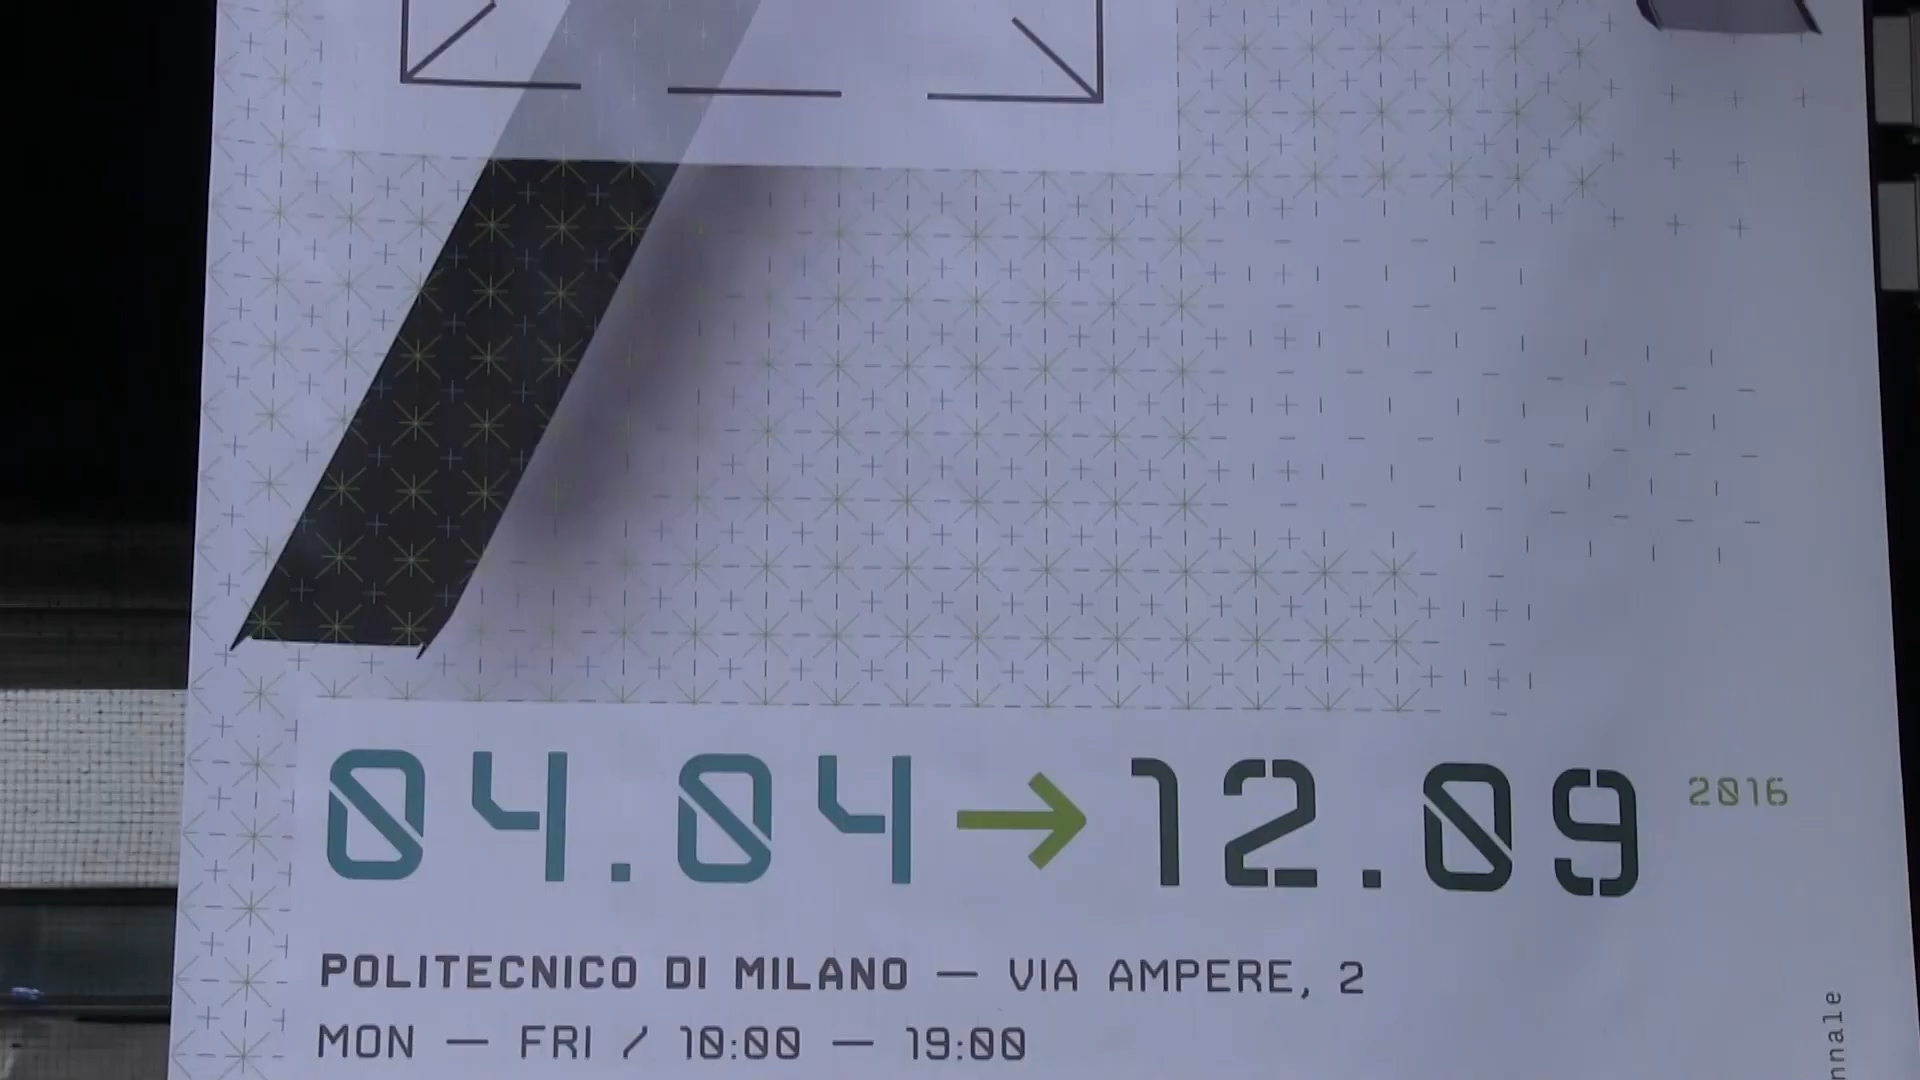 04.04→12.09 2016
POLITECNICO DI MILANO — VIA AMPERE, 2
MON — FRI / 10:00 — 19:00